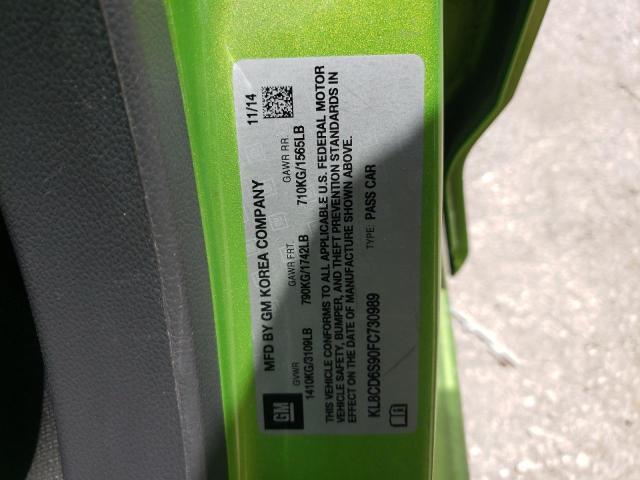 MFD BY GM KOREA COMPANY 11/14
GVWR GAWR FRT. GAWR RR.
1410KG/3109LB 790KG/1742LB 710KG/1565LB
THIS VEHICLE CONFORMS TO ALL APPLICABLE U.S. FEDERAL MOTOR
VEHICLE SAFETY, BUMPER, AND THEFT PREVENTION STANDARDS IN
EFFECT ON THE DATE OF MANUFACTURE SHOWN ABOVE.
KL8CD6S90FC730989 TYPE: PASS CAR
GM